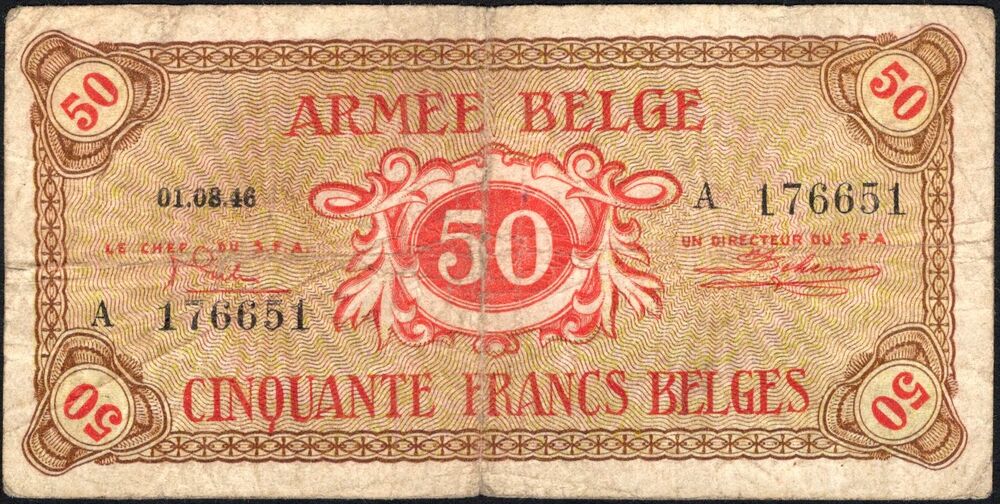 50 50
ARMÉE BELGE
01.08.46 A 176651
LE CHEF DU S.F.A. UN DIRECTEUR DU S F A
50
A 176651
CINQUANTE FRANCS BELGES
50 50